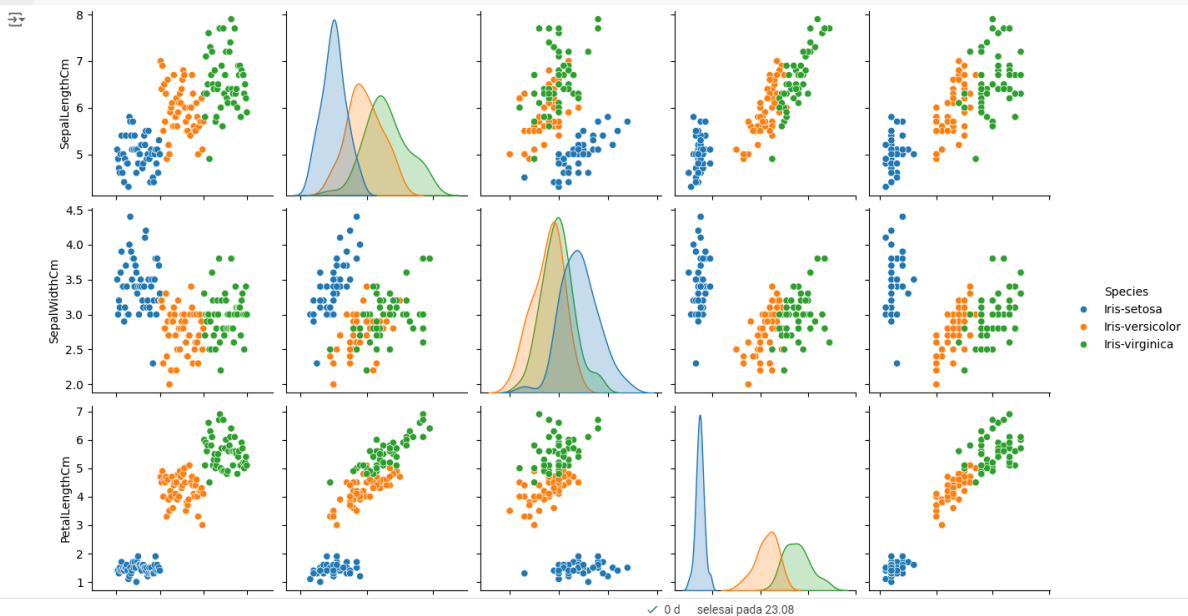 8
7
6
5
SepalLengthCm
4.5
4.0
3.5
3.0
2.5
2.0
SepalWidthCm
7
6
5
4
3
2
1
PetalLengthCm
Species
Iris-setosa
Iris-versicolor
Iris-virginica
0 d selesai pada 23.08